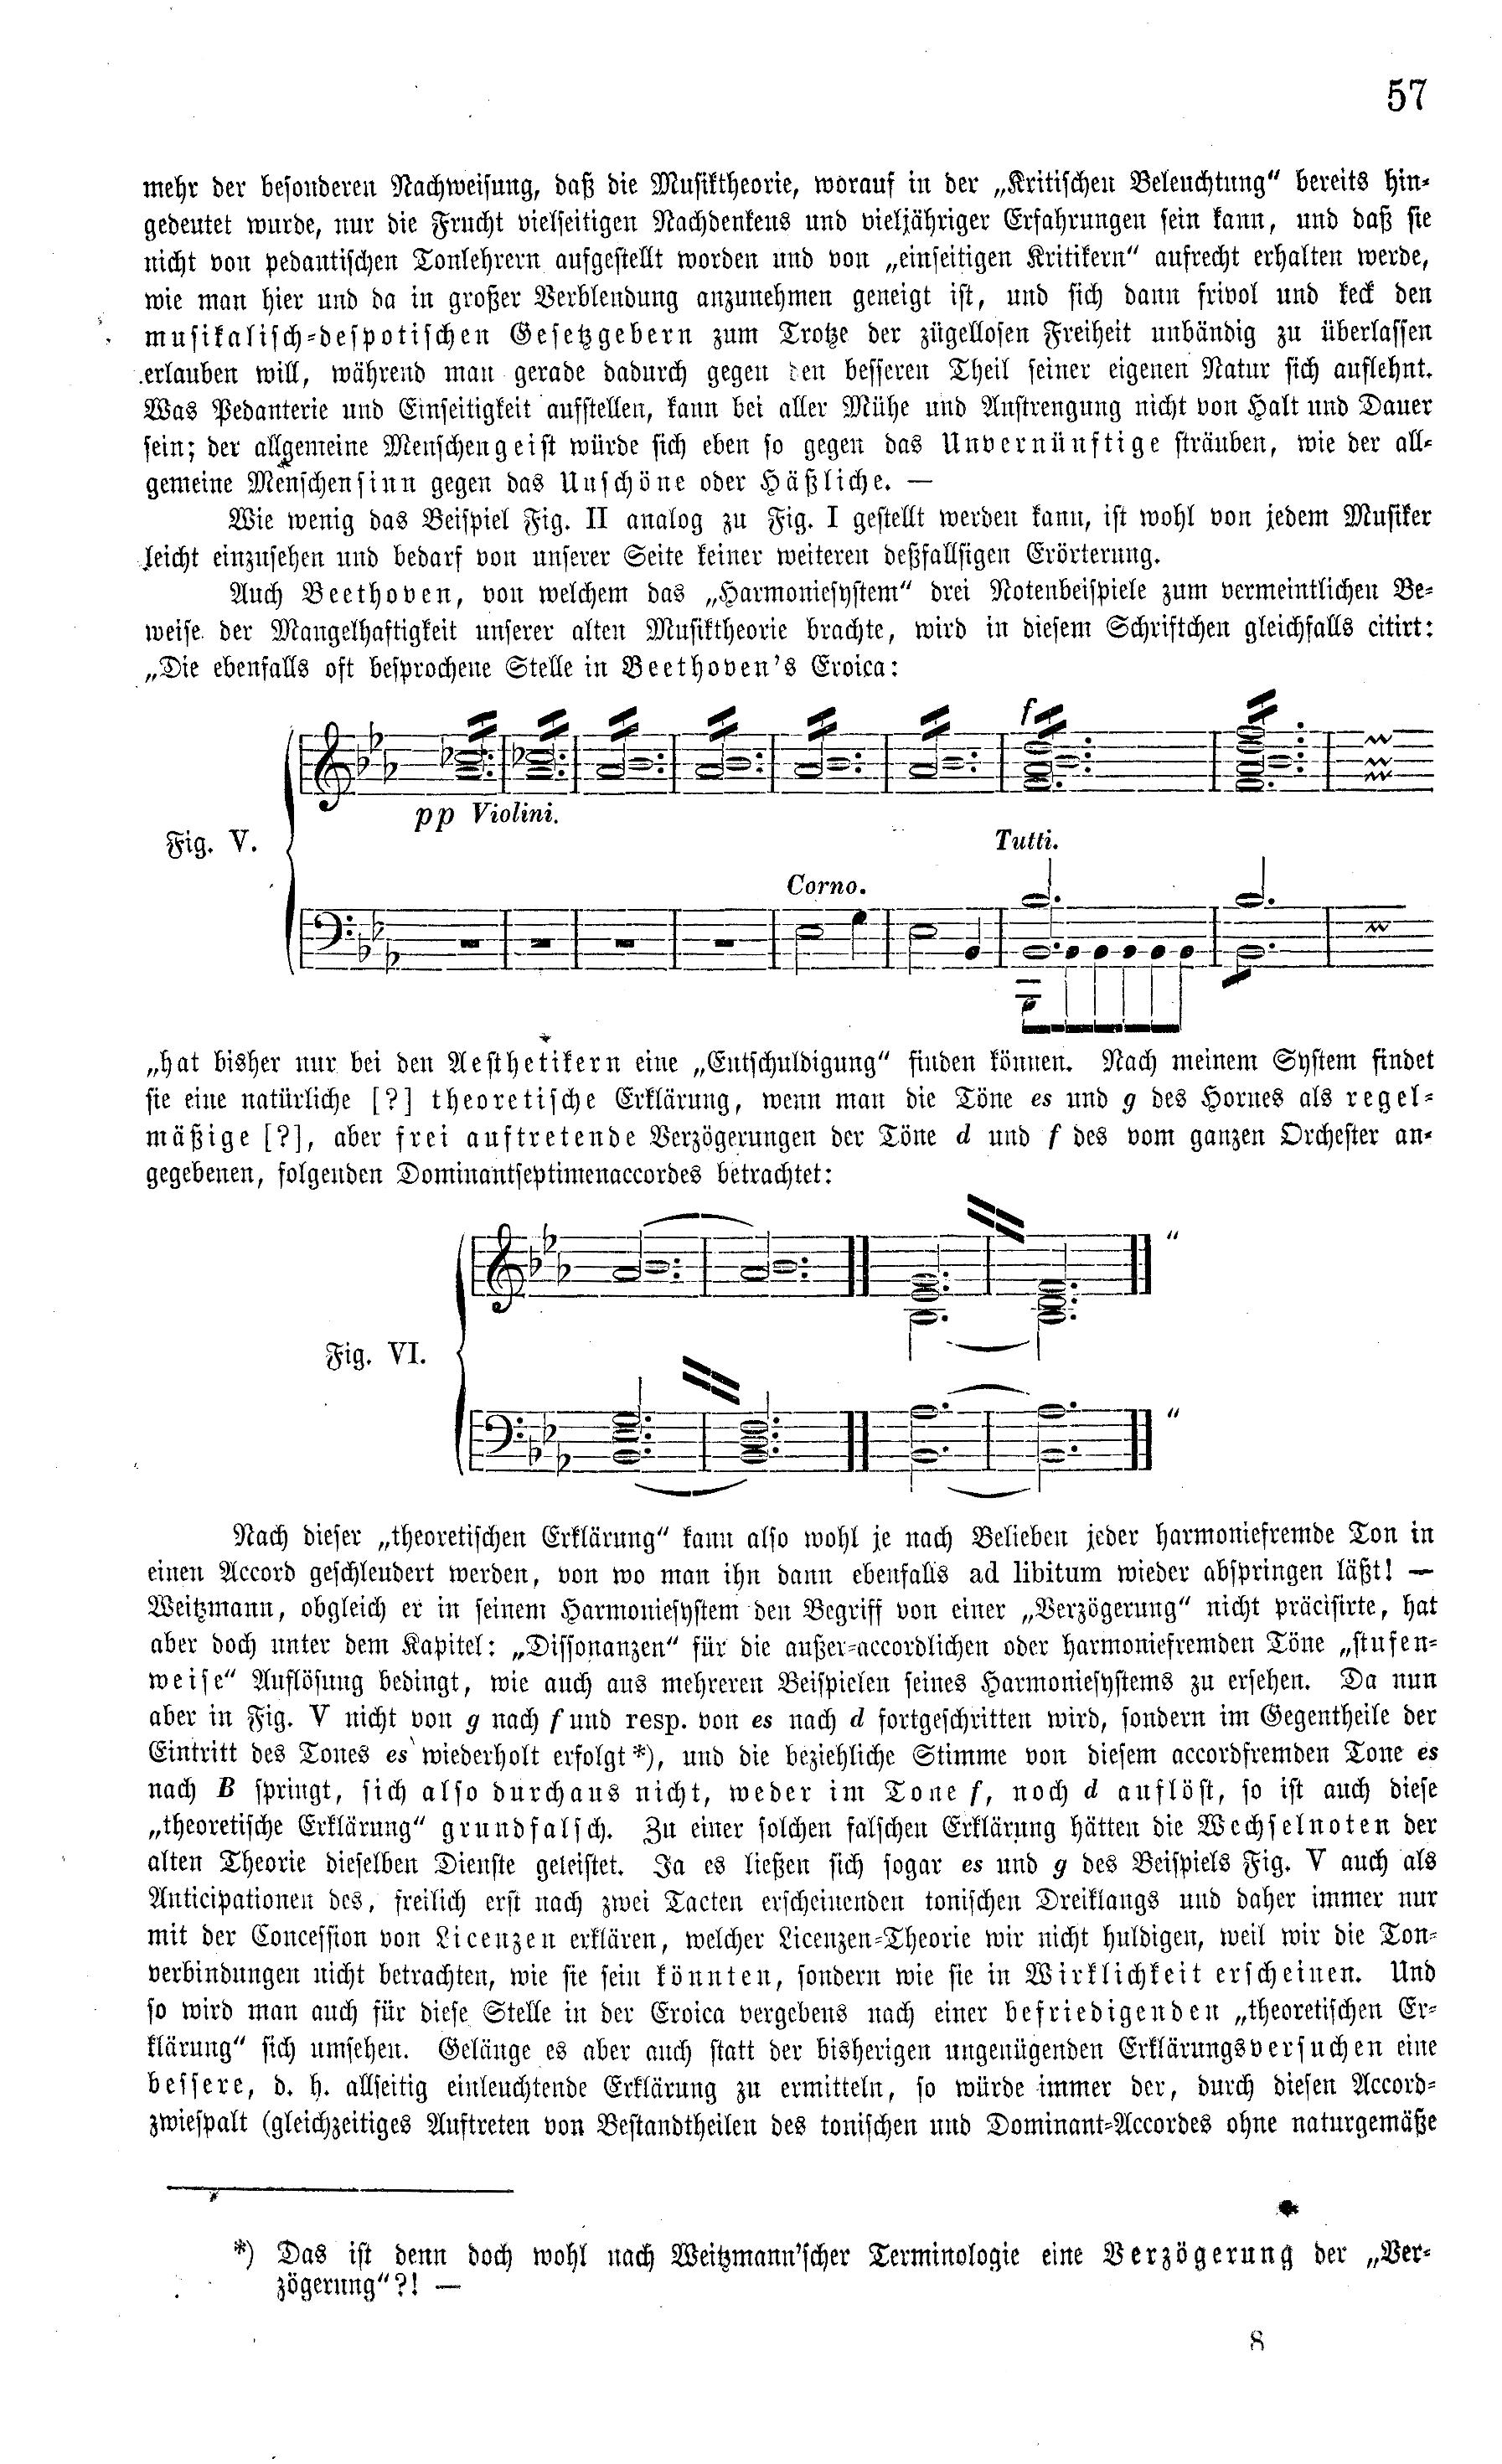 57
mehr der besonderen Nachweisung, daß die Musiktheorie, worauf in der „Kritischen Beleuchtung“ bereits hin-
gedeutet wurde, nur die Frucht vielseitigen Nachdenkens und vieljähriger Erfahrungen sein kann, und daß sie
nicht von pedantischen Tonlehrern aufgestellt worden und von „einseitigen Kritikern“ aufrecht erhalten werde,
wie man hier und da in großer Verblendung anzunehmen geneigt ist, und sich dann frivol und keck den
musikalisch-despotischen Gesetzgebern zum Trotze der zügellosen Freiheit unbändig zu überlassen
erlauben will, während man gerade dadurch gegen den besseren Theil seiner eigenen Natur sich auflehnt.
Was Pedanterie und Einseitigkeit aufstellen, kann bei aller Mühe und Anstrengung nicht von Halt und Dauer
sein; der allgemeine Menschengeist würde sich eben so gegen das Unvernünftige sträuben, wie der all-
gemeine Menschensinn gegen das Unschöne oder Häßliche. —
Wie wenig das Beispiel Fig. II analog zu Fig. I gestellt werden kann, ist wohl von jedem Musiker
leicht einzusehen und bedarf von unserer Seite keiner weiteren deßfallsigen Erörterung.
Auch Beethoven, von welchem das „Harmoniesystem“ drei Notenbeispiele zum vermeintlichen Be-
weise der Mangelhaftigkeit unserer alten Musiktheorie brachte, wird in diesem Schriftchen gleichfalls citirt:
„Die ebenfalls oft besprochene Stelle in Beethoven's Eroica:
f
pp Violini.
Fig. V.
Tutti.
Corno.
„hat bisher nur bei den Aesthetikern eine „Entschuldigung“ finden können. Nach meinem System findet
sie eine natürliche [?] theoretische Erklärung, wenn man die Töne es und g des Hornes als regel-
mäßige [?], aber frei auftretende Verzögerungen der Töne d und f des vom ganzen Orchester an-
gegebenen, folgenden Dominantseptimenaccordes betrachtet:
“
Fig. VI.
“
Nach dieser „theoretischen Erklärung“ kann also wohl je nach Belieben jeder harmoniefremde Ton in
einen Accord geschleudert werden, von wo man ihn dann ebenfalls ad libitum wieder abspringen läßt! —
Weitzmann, obgleich er in seinem Harmoniesystem den Begriff von einer „Verzögerung“ nicht präcisirte, hat
aber doch unter dem Kapitel: „Dissonanzen“ für die außer-accordlichen oder harmoniefremden Töne „stufen-
weise“ Auflösung bedingt, wie auch aus mehreren Beispielen seines Harmoniesystems zu ersehen. Da nun
aber in Fig. V nicht von g nach f und resp. von es nach d fortgeschritten wird, sondern im Gegentheile der
Eintritt des Tones es wiederholt erfolgt*), und die beziehliche Stimme von diesem accordfremden Tone es
nach B springt, sich also durchaus nicht, weder im Tone f, noch d auflöst, so ist auch diese
„theoretische Erklärung“ grundfalsch. Zu einer solchen falschen Erklärung hätten die Wechselnoten der
alten Theorie dieselben Dienste geleistet. Ja es ließen sich sogar es und g des Beispiels Fig. V auch als
Anticipationen des, freilich erst nach zwei Tacten erscheinenden tonischen Dreiklangs und daher immer nur
mit der Concession von Licenzen erklären, welcher Licenzen-Theorie wir nicht huldigen, weil wir die Ton-
verbindungen nicht betrachten, wie sie sein könnten, sondern wie sie in Wirklichkeit erscheinen. Und
so wird man auch für diese Stelle in der Eroica vergebens nach einer befriedigenden „theoretischen Er-
klärung“ sich umsehen. Gelänge es aber auch statt der bisherigen ungenügenden Erklärungsversuchen eine
bessere, d. h. allseitig einleuchtende Erklärung zu ermitteln, so würde immer der, durch diesen Accord-
zwiespalt (gleichzeitiges Auftreten von Bestandtheilen des tonischen und Dominant-Accordes ohne naturgemäße
*) Das ist denn doch wohl nach Weitzmann'scher Terminologie eine Verzögerung der „Ver-
zögerung“?! —
8